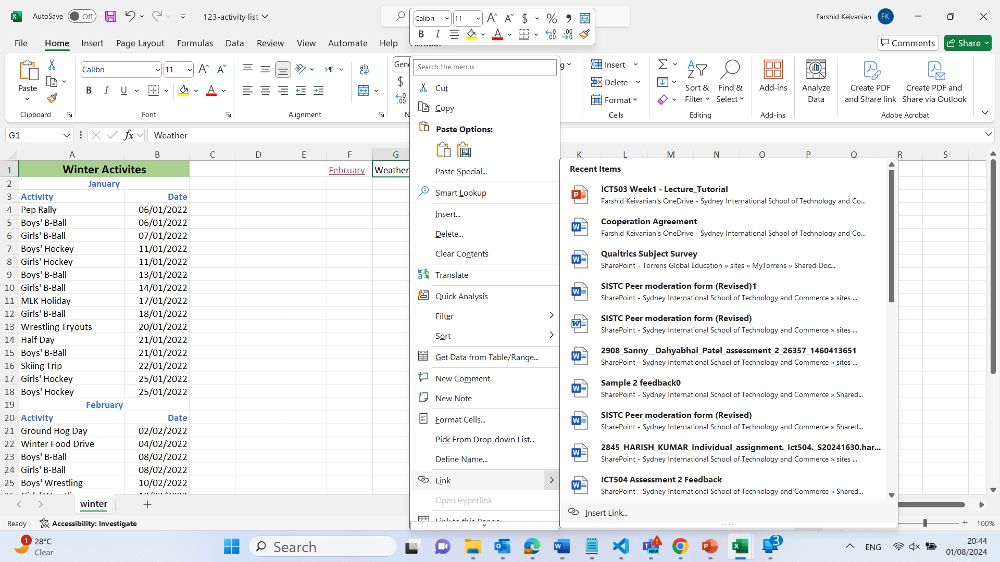 AutoSave Off 123-activity list Farshid Keivanian FK
Calibri 11 $ %
B I A
File Home Insert Page Layout Formulas Data Review View Automate Help Acrobat Comments Share
Calibri 11
B I U A
Paste
Clipboard Font Alignment
Insert Delete Format
Cells
Sort & Filter
Find & Select
Editing
Add-ins
Add-ins
Analyze Data
Create PDF and Share link
Create PDF and Share via Outlook
Adobe Acrobat
G1 fx Weather
A B C D E F G K L M N O P Q R S
1 Winter Activites February Weather
2 January
3 Activity Date
4 Pep Rally 06/01/2022
5 Boys' B-Ball 06/01/2022
6 Girls' B-Ball 07/01/2022
7 Boys' Hockey 11/01/2022
8 Girls' Hockey 11/01/2022
9 Boys' B-Ball 13/01/2022
10 Girls' B-Ball 14/01/2022
11 MLK Holiday 17/01/2022
12 Girls' B-Ball 18/01/2022
13 Wrestling Tryouts 20/01/2022
14 Half Day 21/01/2022
15 Boys' B-Ball 21/01/2022
16 Skiing Trip 22/01/2022
17 Girls' Hockey 25/01/2022
18 Boys' Hockey 25/01/2022
19 February
20 Activity Date
21 Ground Hog Day 02/02/2022
22 Winter Food Drive 04/02/2022
23 Boys' B-Ball 08/02/2022
24 Girls' B-Ball 08/02/2022
25 Boys' Wrestling 10/02/2022
Search the menus
Cut
Copy
Paste Options:
Paste Special...
Smart Lookup
Insert...
Delete...
Clear Contents
Translate
Quick Analysis
Filter
Sort
Get Data from Table/Range...
New Comment
New Note
Format Cells...
Pick From Drop-down List...
Define Name...
Link
Open Hyperlink
Link to this Range
Recent Items
ICT503 Week1 - Lecture_Tutorial
Farshid Keivanian's OneDrive - Sydney International School of Technology and Co...
Cooperation Agreement
Farshid Keivanian's OneDrive - Sydney International School of Technology and Co...
Qualtrics Subject Survey
SharePoint - Torrens Global Education » sites » MyTorrens » Shared Doc...
SISTC Peer moderation form (Revised)1
SharePoint - Sydney International School of Technology and Commerce » sites ...
SISTC Peer moderation form (Revised)
SharePoint - Sydney International School of Technology and Commerce » sites ...
2908_Sanny__Dahyabhai_Patel_assessment_2_26357_1460413651
SharePoint - Sydney International School of Technology and Commerce » sites ...
Sample 2 feedback0
SharePoint - Sydney International School of Technology and Commerce » Shared...
SISTC Peer moderation form (Revised)
SharePoint - Sydney International School of Technology and Commerce » Shared...
2845_HARISH_KUMAR_Individual_assignment._Ict504._S20241630.har...
SharePoint - Sydney International School of Technology and Commerce » sites ...
ICT504 Assessment 2 Feedback
SharePoint - Sydney International School of Technology and Commerce » Shared...
Insert Link...
winter
Ready Accessibility: Investigate 100%
1 28°C
Clear
Search
NEW
3
ENG
20:44
01/08/2024